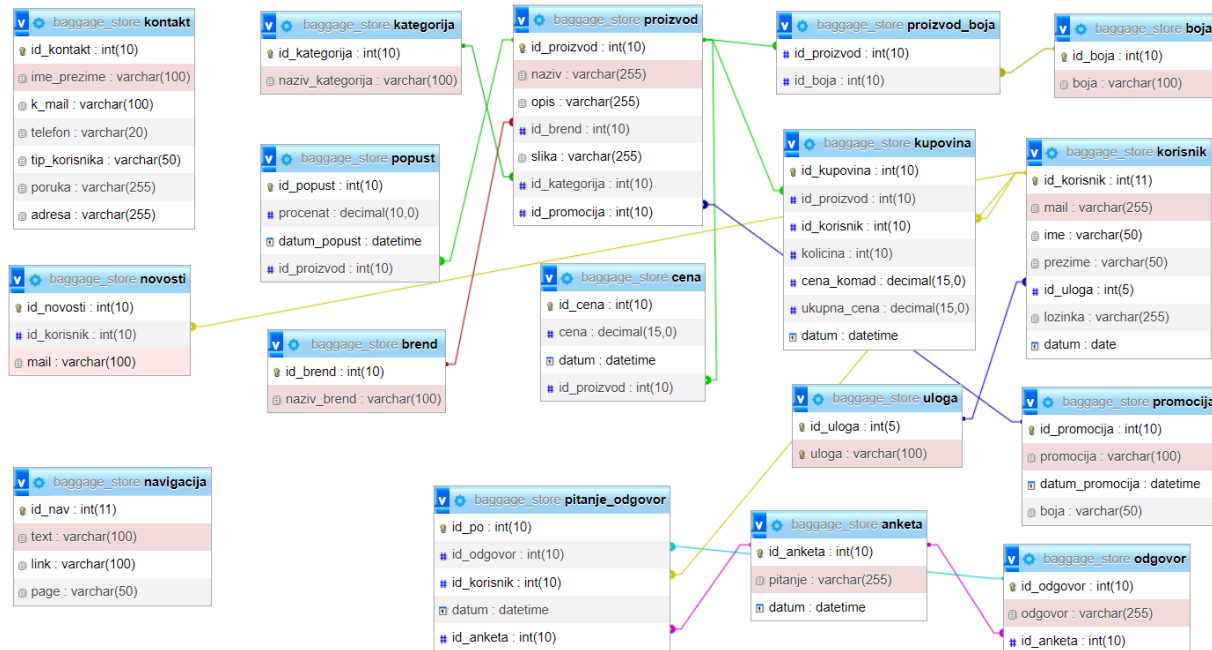 baggage_store kontakt
id_kontakt : int(10)
ime_prezime : varchar(100)
k_mail : varchar(100)
telefon : varchar(20)
tip_korisnika : varchar(50)
poruka : varchar(255)
adresa : varchar(255)
baggage_store kategorija
id_kategorija : int(10)
naziv_kategorija : varchar(100)
baggage_store proizvod
id_proizvod : int(10)
naziv : varchar(255)
opis : varchar(255)
id_brend : int(10)
slika : varchar(255)
id_kategorija : int(10)
id_promocija : int(10)
baggage_store proizvod_boja
id_proizvod : int(10)
id_boja : int(10)
baggage_store boja
id_boja : int(10)
boja : varchar(100)
baggage_store popust
id_popust : int(10)
procenat : decimal(10,0)
datum_popust : datetime
id_proizvod : int(10)
baggage_store kupovina
id_kupovina : int(10)
id_proizvod : int(10)
id_korisnik : int(10)
kolicina : int(10)
cena_komad : decimal(15,0)
ukupna_cena : decimal(15,0)
datum : datetime
baggage_store korisnik
id_korisnik : int(11)
mail : varchar(255)
ime : varchar(50)
prezime : varchar(50)
id_uloga : int(5)
lozinka : varchar(255)
datum : date
baggage_store novosti
id_novosti : int(10)
id_korisnik : int(10)
mail : varchar(100)
baggage_store cena
id_cena : int(10)
cena : decimal(15,0)
datum : datetime
id_proizvod : int(10)
baggage_store brend
id_brend : int(10)
naziv_brend : varchar(100)
baggage_store uloga
id_uloga : int(5)
uloga : varchar(100)
baggage_store promocija
id_promocija : int(10)
promocija : varchar(100)
datum_promocija : datetime
boja : varchar(50)
baggage_store navigacija
id_nav : int(11)
text : varchar(100)
link : varchar(100)
page : varchar(50)
baggage_store pitanje_odgovor
id_po : int(10)
id_odgovor : int(10)
id_korisnik : int(10)
datum : datetime
id_anketa : int(10)
baggage_store anketa
id_anketa : int(10)
pitanje : varchar(255)
datum : datetime
baggage_store odgovor
id_odgovor : int(10)
odgovor : varchar(255)
id_anketa : int(10)